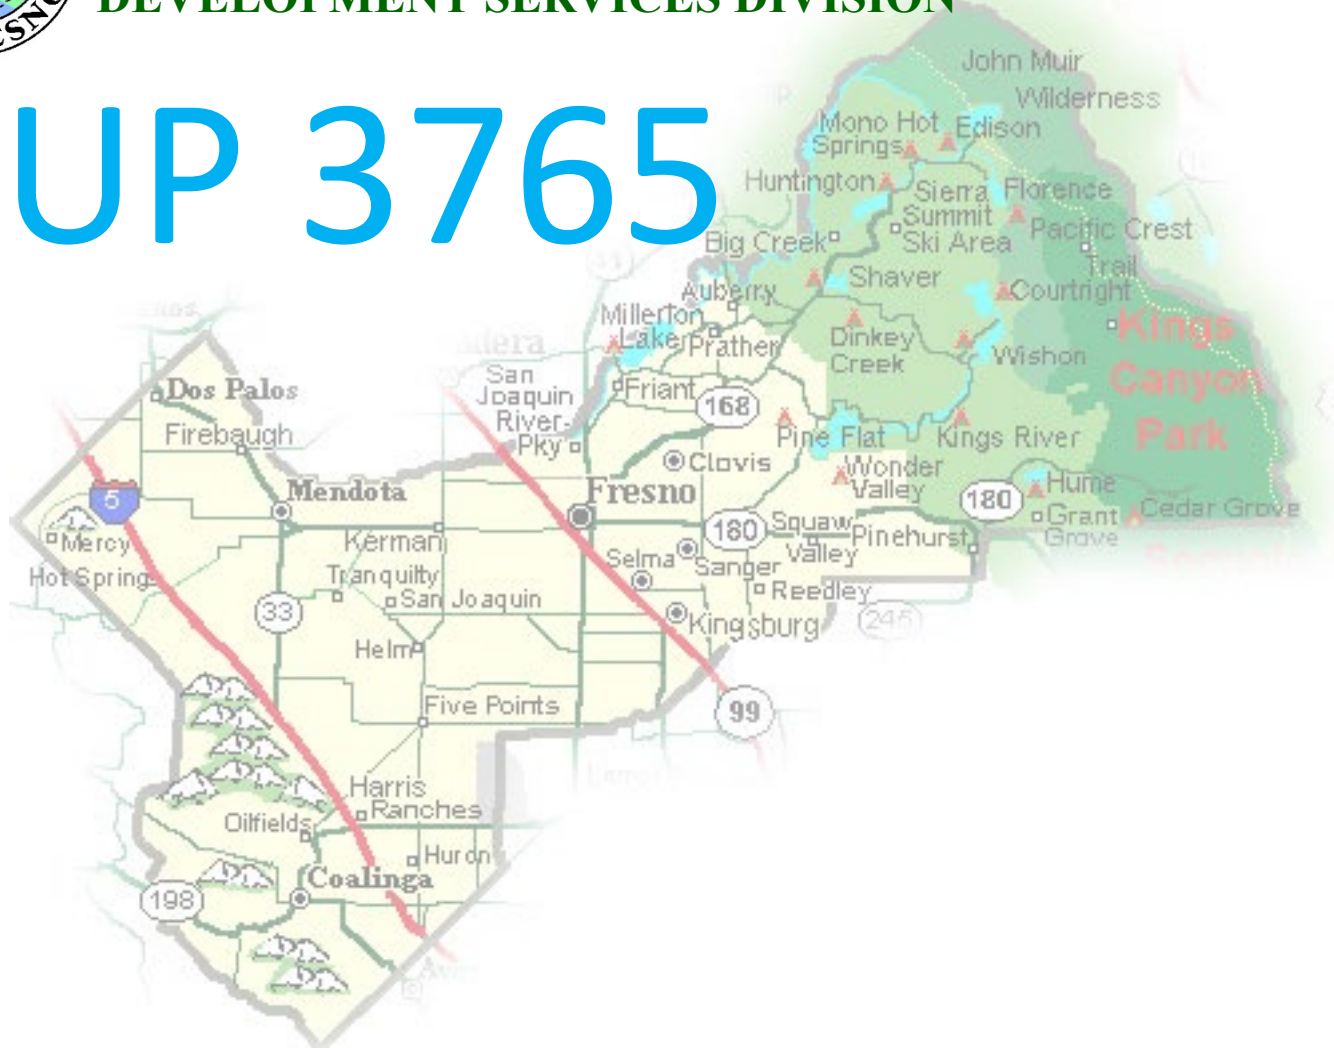 DEVELOPMENT SERVICES DIVISION
UP 3765
John Muir
Wilderness
Mono Hot
Springs
Edison
Huntington
Sierra
Summit
Ski Area
Florence
Pacific Crest
Trail
Big Creek
Shaver
Courtright
Auberry
Millerton
Lake
Prather
Dinkey
Creek
Wishon
Kings
Canyon
Park
San
Joaquin
River
Pky
Friant
168
Dos Palos
Firebaugh
Pine Flat
Kings River
Clovis
Wonder
Valley
5
Mendota
Fresno
180
Hume
Grant
Grove
Cedar Grove
Mercy
Hot Springs
Kerman
180
Squaw
Valley
Pinehurst
Selma
Sanger
Tranquilty
San Joaquin
Reedley
33
Kingsburg
245
Helm
Five Points
99
Harris
Ranches
Oilfields
Huron
Coalinga
198